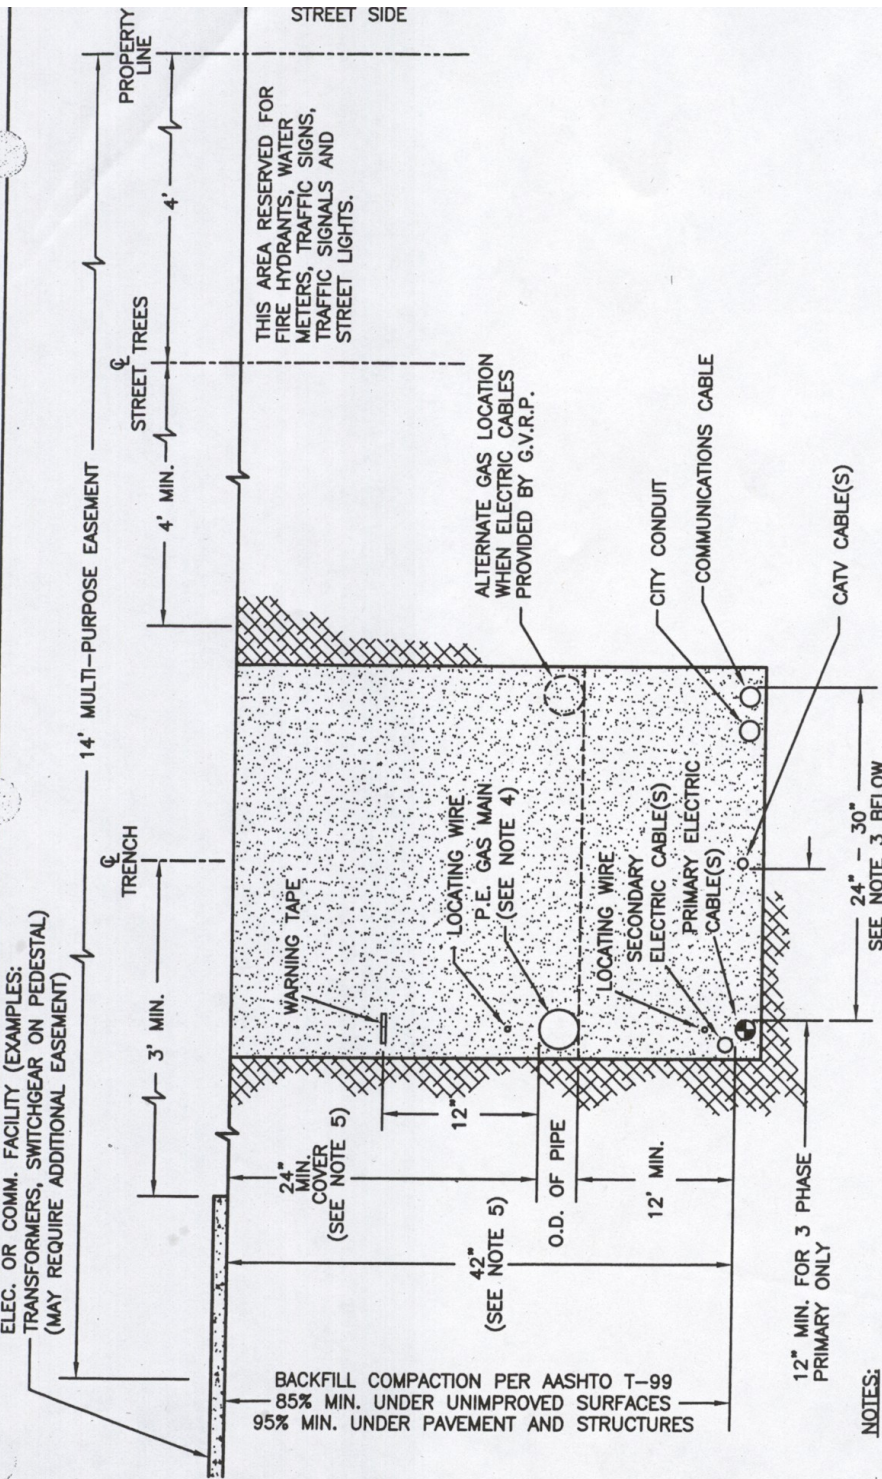 STREET SIDE
PROPERTY
LINE
4'
THIS AREA RESERVED FOR
FIRE HYDRANTS, WATER
METERS, TRAFFIC SIGNS,
TRAFFIC SIGNALS AND
STREET LIGHTS.
℄
STREET TREES
4' MIN.
14' MULTI-PURPOSE EASEMENT
℄
TRENCH
3' MIN.
ELEC. OR COMM. FACILITY (EXAMPLES:
TRANSFORMERS, SWITCHGEAR ON PEDESTAL)
(MAY REQUIRE ADDITIONAL EASEMENT)
ALTERNATE GAS LOCATION
WHEN ELECTRIC CABLES
PROVIDED BY G.V.R.P.
CITY CONDUIT
COMMUNICATIONS CABLE
CATV CABLE(S)
WARNING TAPE
LOCATING WIRE
P.E. GAS MAIN
(SEE NOTE 4)
LOCATING WIRE
SECONDARY
ELECTRIC CABLE(S)
PRIMARY ELECTRIC
CABLE(S)
24" - 30"
SEE NOTE 3 BELOW
12"
24"
MIN.
COVER
(SEE NOTE 5)
O.D. OF PIPE
12' MIN.
42"
(SEE NOTE 5)
12" MIN. FOR 3 PHASE
PRIMARY ONLY
BACKFILL COMPACTION PER AASHTO T-99
85% MIN. UNDER UNIMPROVED SURFACES
95% MIN. UNDER PAVEMENT AND STRUCTURES
NOTES: